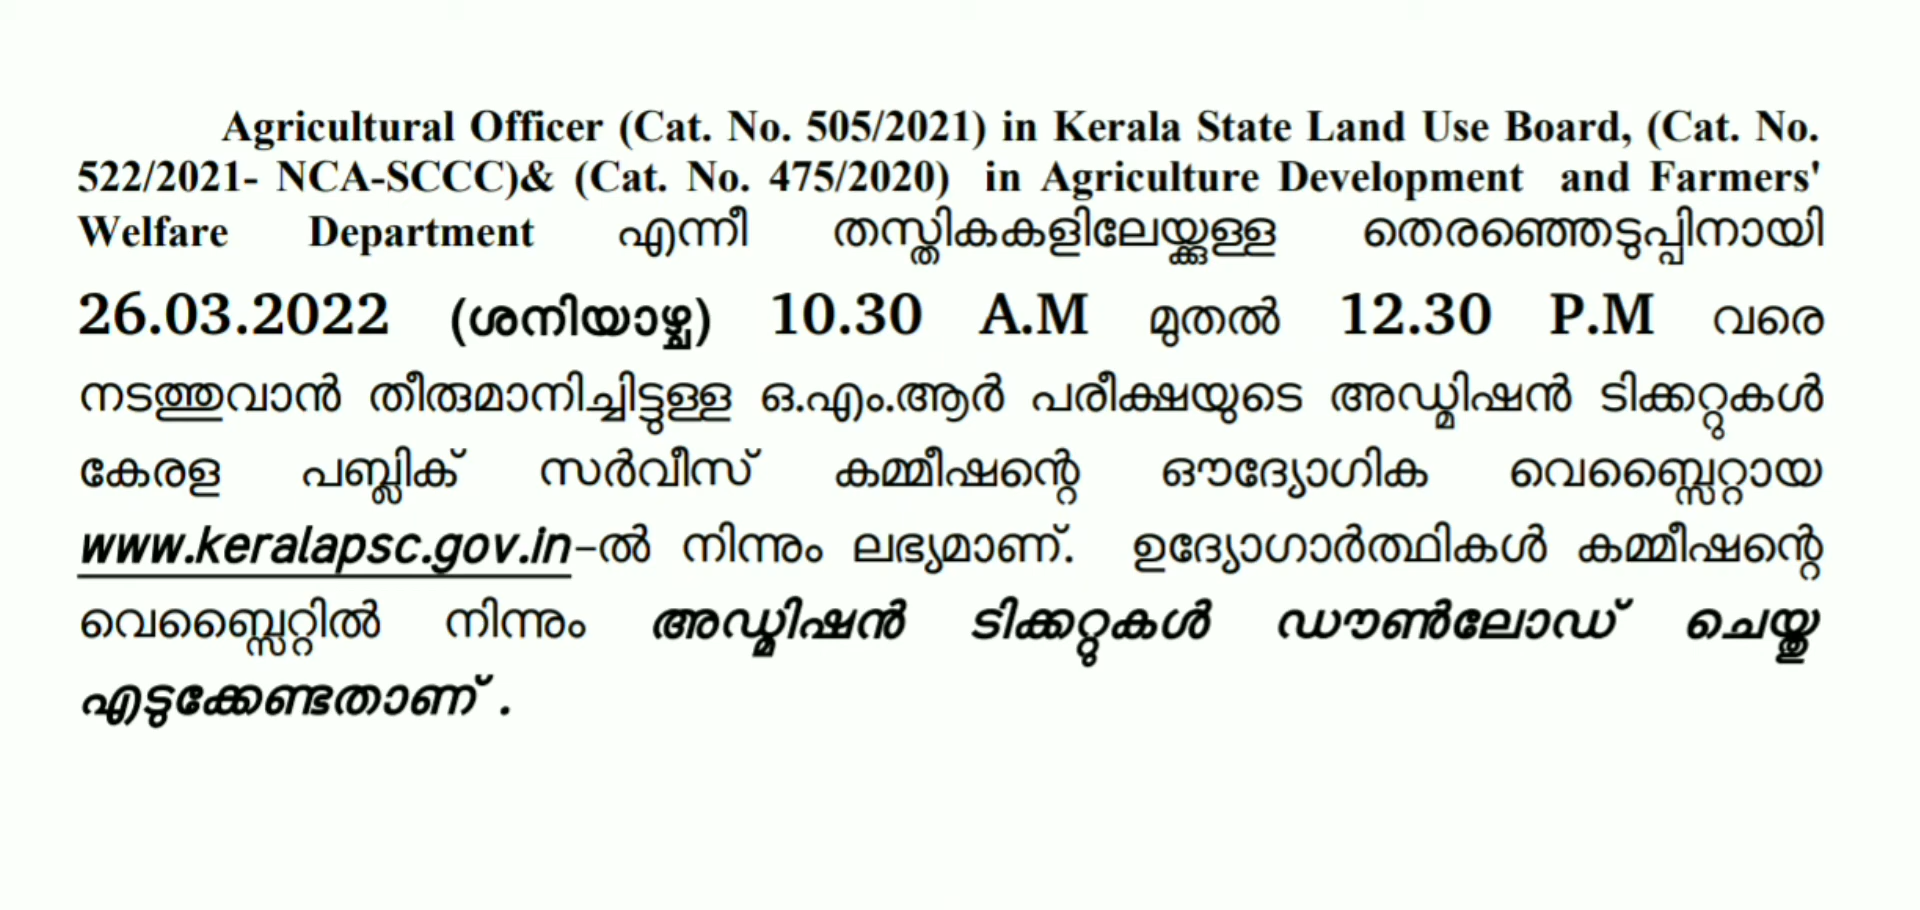 Agricultural Officer (Cat. No. 505/2021) in Kerala State Land Use Board, (Cat. No.
522/2021- NCA-SCCC)& (Cat. No. 475/2020) in Agriculture Development and Farmers'
Welfare Department എന്നീ തസ്തികകളിലേയ്ക്കുള്ള തെരഞ്ഞെടുപ്പിനായി
26.03.2022 (ശനിയാഴ്ച) 10.30 A.M മുതൽ 12.30 P.M വരെ
നടത്തുവാൻ തീരുമാനിച്ചിട്ടുള്ള ഒ.എം.ആർ പരീക്ഷയുടെ അഡ്മിഷൻ ടിക്കറ്റുകൾ
കേരള പബ്ലിക് സർവീസ് കമ്മീഷന്റെ ഔദ്യോഗിക വെബ്സൈറ്റായ
www.keralapsc.gov.in-ൽ നിന്നും ലഭ്യമാണ്. ഉദ്യോഗാർത്ഥികൾ കമ്മീഷന്റെ
വെബ്സൈറ്റിൽ നിന്നും അഡ്മിഷൻ ടിക്കറ്റുകൾ ഡൗൺലോഡ് ചെയ്തു
എടുക്കേണ്ടതാണ് .